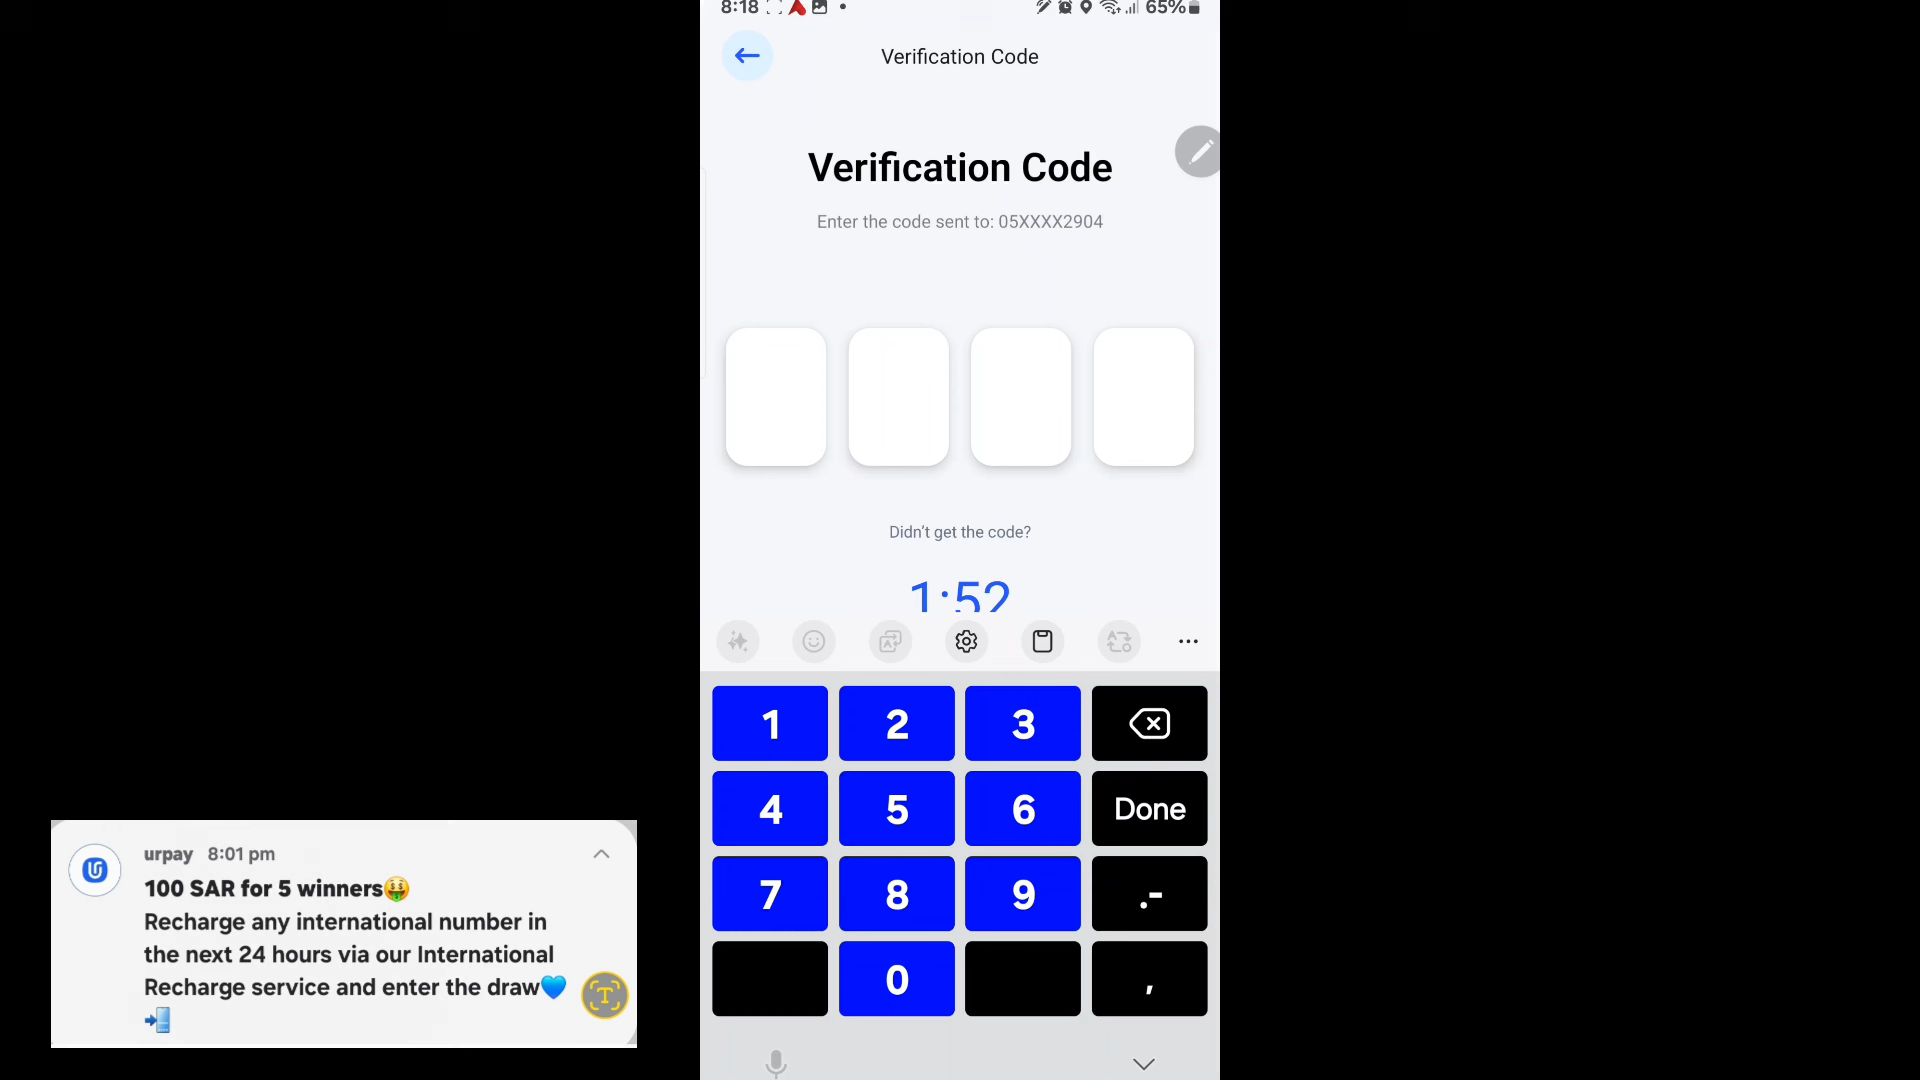 8:18
65%
Verification Code
Verification Code
Enter the code sent to: 05XXXX2904
Didn't get the code?
1:52
1 2 3
4 5 6 Done
7 8 9 .-
0 ,
urpay 8:01 pm
100 SAR for 5 winners🤑
Recharge any international number in
the next 24 hours via our International
Recharge service and enter the draw💙
📲